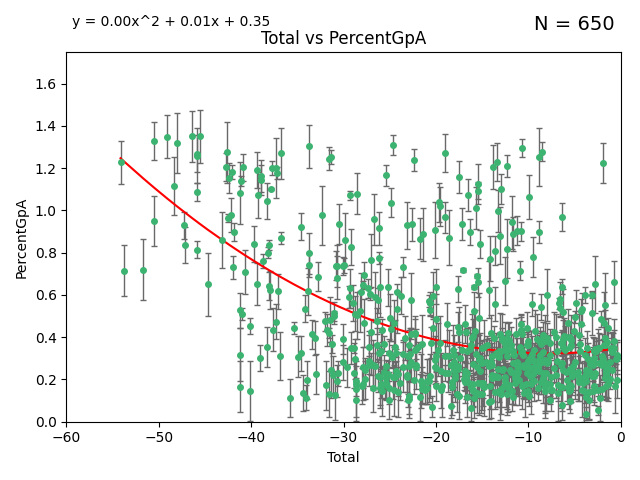 y = 0.00x^2 + 0.01x + 0.35
N = 650
Total vs PercentGpA
PercentGpA
1.6
1.4
1.2
1.0
0.8
0.6
0.4
0.2
0.0
−60 −50 −40 −30 −20 −10 0
Total